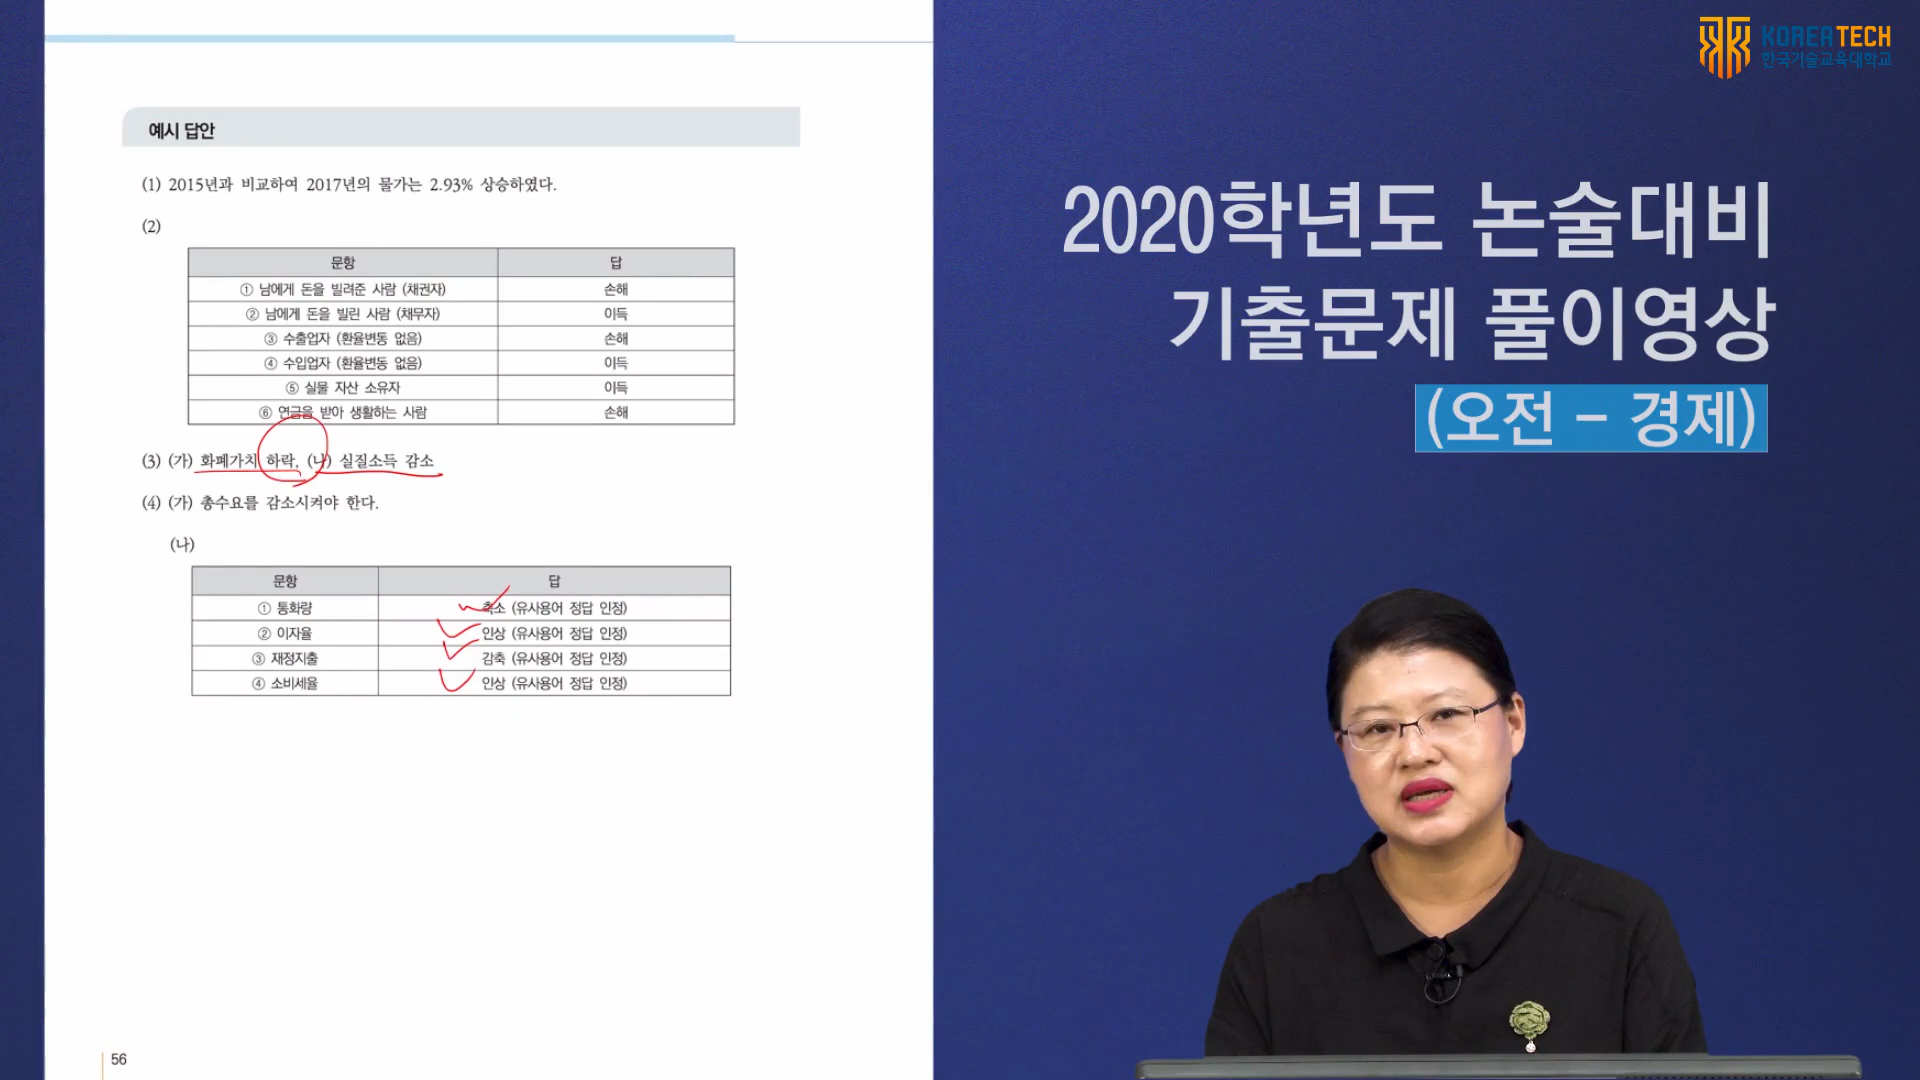 예시 답안
(1) 2015년과 비교하여 2017년의 물가는 2.93% 상승하였다.
(2)
문항 답
① 남에게 돈을 빌려준 사람 (채권자) 손해
② 남에게 돈을 빌린 사람 (채무자) 이득
③ 수출업자 (환율변동 없음) 손해
④ 수입업자 (환율변동 없음) 이득
⑤ 실물 자산 소유자 이득
⑥ 연금을 받아 생활하는 사람 손해
(3) (가) 화폐가치 하락, (나) 실질소득 감소
(4) (가) 총수요를 감소시켜야 한다.
(나)
문항 답
① 통화량 축소 (유사용어 정답 인정)
② 이자율 인상 (유사용어 정답 인정)
③ 재정지출 감축 (유사용어 정답 인정)
④ 소비세율 인상 (유사용어 정답 인정)
56
KOREATECH
한국기술교육대학교
2020학년도 논술대비
기출문제 풀이영상
(오전 - 경제)